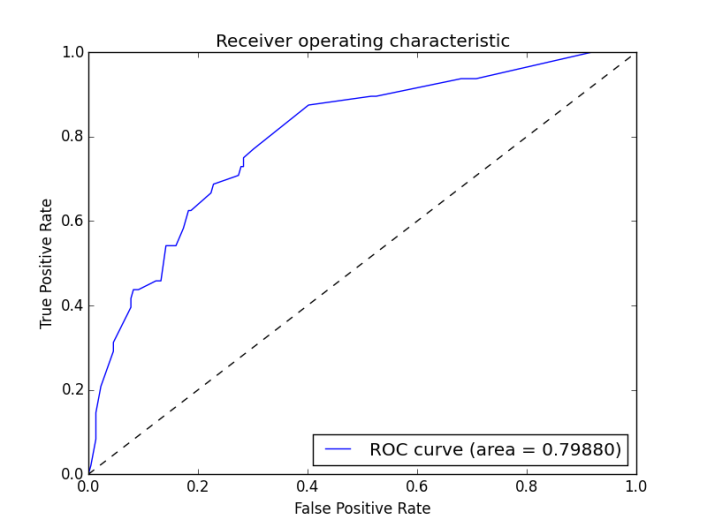 Receiver operating characteristic
1.0
0.8
0.6
0.4
0.2
0.0
True Positive Rate
ROC curve (area = 0.79880)
0.0 0.2 0.4 0.6 0.8 1.0
False Positive Rate